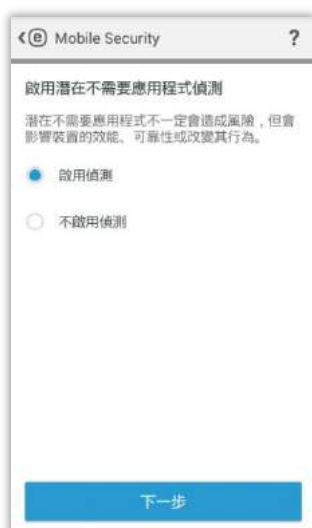 e Mobile Security ?
啟用潛在不需要應用程式偵測
潛在不需要應用程式不一定會造成風險，但會
影響裝置的效能、可靠性或改變其行為。
啟用偵測
不啟用偵測
下一步